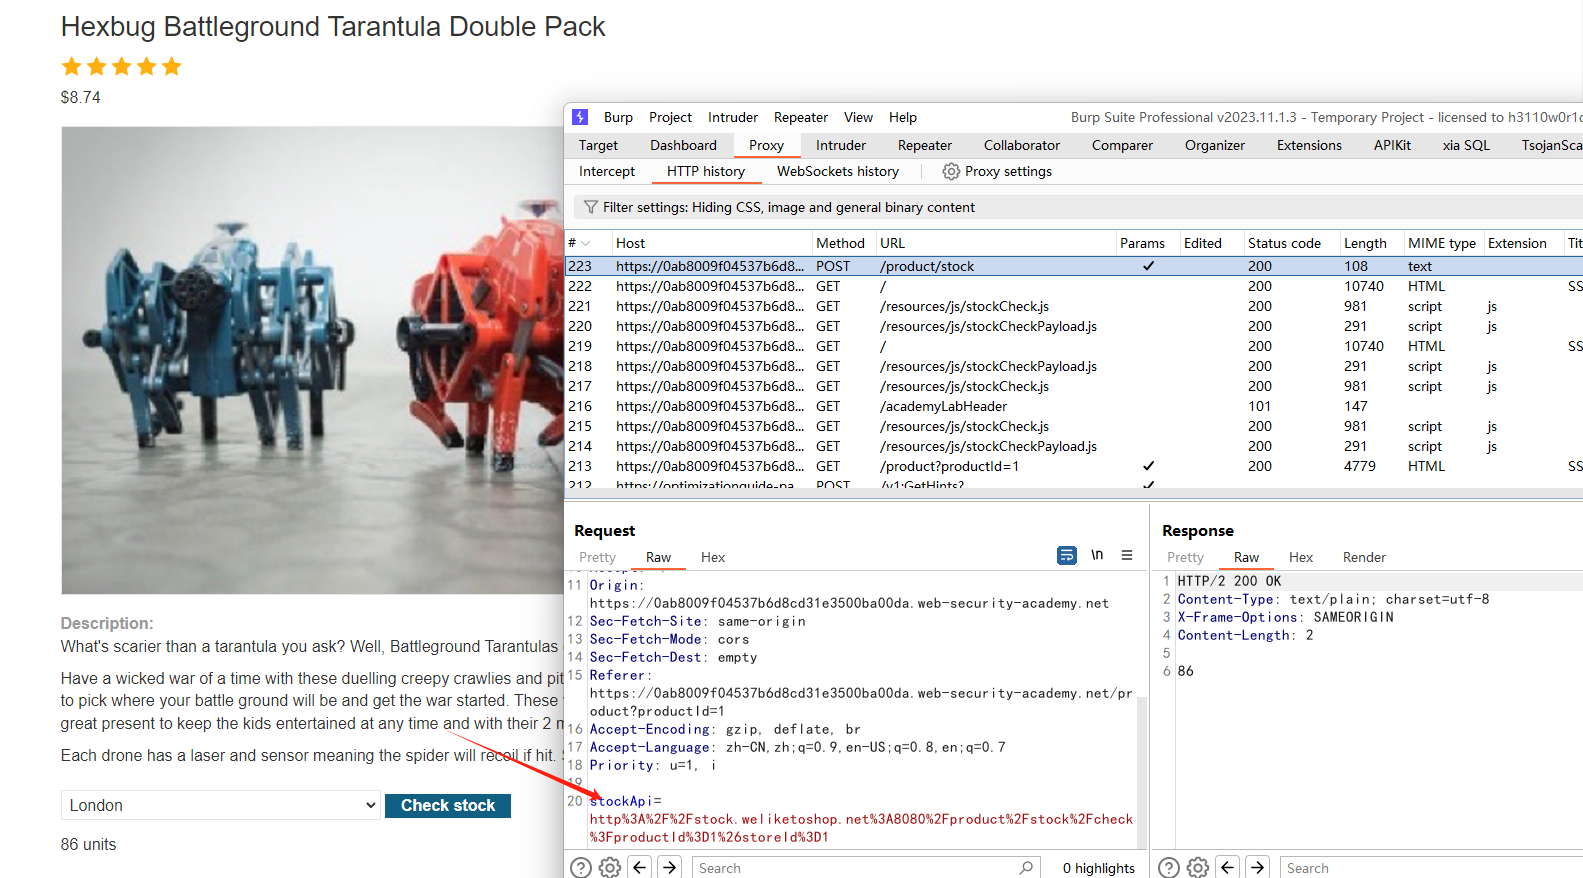 Hexbug Battleground Tarantula Double Pack
$8.74
Description:
What's scarier than a tarantula you ask? Well, Battleground Tarantulas
Have a wicked war of a time with these duelling creepy crawlies and pit
to pick where your battle ground will be and get the war started. These
great present to keep the kids entertained at any time and with their 2
Each drone has a laser and sensor meaning the spider will recoil if hit.
London
Check stock
86 units
Burp Project Intruder Repeater View Help
Burp Suite Professional v2023.11.1.3 - Temporary Project - licensed to h3110w0r1
Target Dashboard Proxy Intruder Repeater Collaborator Comparer Organizer Extensions APIKit xia SQL TsojanSca
Intercept HTTP history WebSockets history Proxy settings
Filter settings: Hiding CSS, image and general binary content
# Host Method URL Params Edited Status code Length MIME type Extension Tit
223 https://0ab8009f04537b6d8... POST /product/stock ✓ 200 108 text
222 https://0ab8009f04537b6d8... GET / 200 10740 HTML SS
221 https://0ab8009f04537b6d8... GET /resources/js/stockCheck.js 200 981 script js
220 https://0ab8009f04537b6d8... GET /resources/js/stockCheckPayload.js 200 291 script js
219 https://0ab8009f04537b6d8... GET / 200 10740 HTML SS
218 https://0ab8009f04537b6d8... GET /resources/js/stockCheckPayload.js 200 291 script js
217 https://0ab8009f04537b6d8... GET /resources/js/stockCheck.js 200 981 script js
216 https://0ab8009f04537b6d8... GET /academyLabHeader 101 147
215 https://0ab8009f04537b6d8... GET /resources/js/stockCheck.js 200 981 script js
214 https://0ab8009f04537b6d8... GET /resources/js/stockCheckPayload.js 200 291 script js
213 https://0ab8009f04537b6d8... GET /product?productId=1 ✓ 200 4779 HTML SS
212 https://optimizationguide-pa... POST /v1:GetHints? ✓
Request
Pretty Raw Hex
\n
11 Origin:
https://0ab8009f04537b6d8cd31e3500ba00da.web-security-academy.net
12 Sec-Fetch-Site: same-origin
13 Sec-Fetch-Mode: cors
14 Sec-Fetch-Dest: empty
15 Referer:
https://0ab8009f04537b6d8cd31e3500ba00da.web-security-academy.net/pr
oduct?productId=1
16 Accept-Encoding: gzip, deflate, br
17 Accept-Language: zh-CN,zh;q=0.9,en-US;q=0.8,en;q=0.7
18 Priority: u=1, i
19
20 stockApi=
http%3A%2F%2Fstock.weliketoshop.net%3A8080%2Fproduct%2Fstock%2Fcheck
%3FproductId%3D1%26storeId%3D1
Search
0 highlights
Response
Pretty Raw Hex Render
1 HTTP/2 200 OK
2 Content-Type: text/plain; charset=utf-8
3 X-Frame-Options: SAMEORIGIN
4 Content-Length: 2
5
6 86
Search